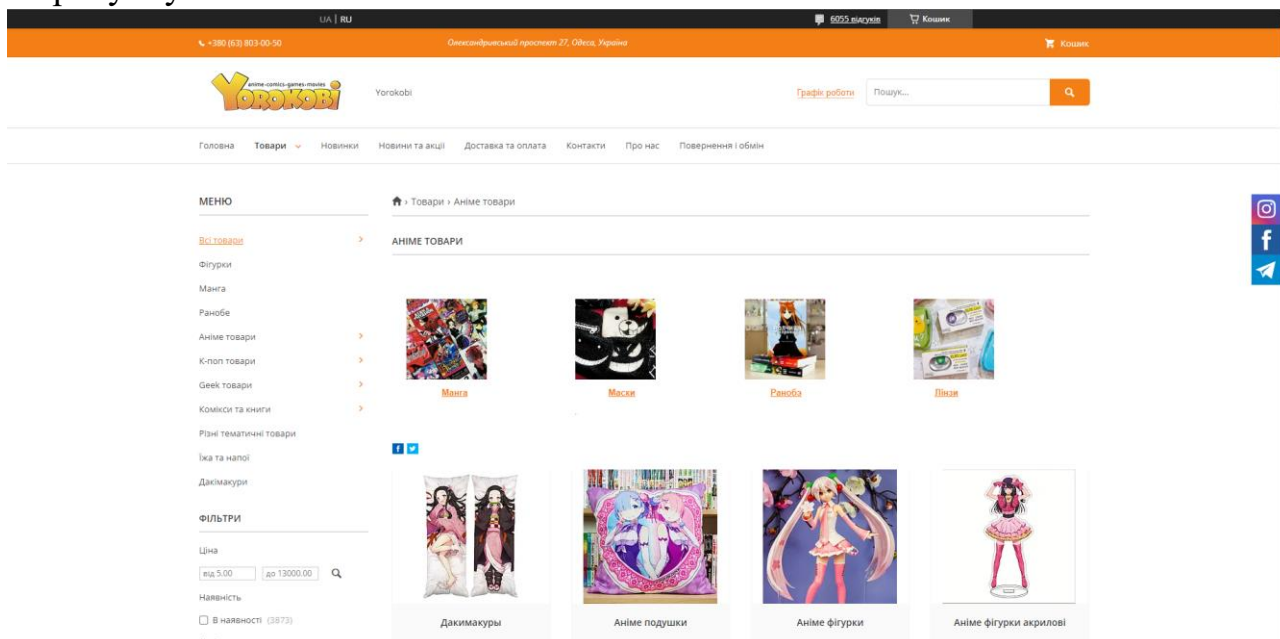 UA | RU
6055 відгуків
Кошик
+380 (63) 803-00-50
Олександрівський проспект 27, Одеса, Україна
Кошик
anime-comics-games-movies
YOROKOBI
Yorokobi
Графік роботи
Пошук...
Головна Товари Новинки Новини та акції Доставка та оплата Контакти Про нас Повернення і обмін
МЕНЮ
Всі товари
Фігурки
Манга
Ранобе
Аніме товари
К-поп товари
Geek товари
Комікси та книги
Різні тематичні товари
Їжа та напої
Дакімакури
ФІЛЬТРИ
Ціна
від 5.00 до 13000.00
Наявність
В наявності (3873)
› Товари › Аніме товари
АНІМЕ ТОВАРИ
Манга Маски Ранобэ Лінзи
Дакимакуры Аніме подушки Аніме фігурки Аніме фігурки акрилові